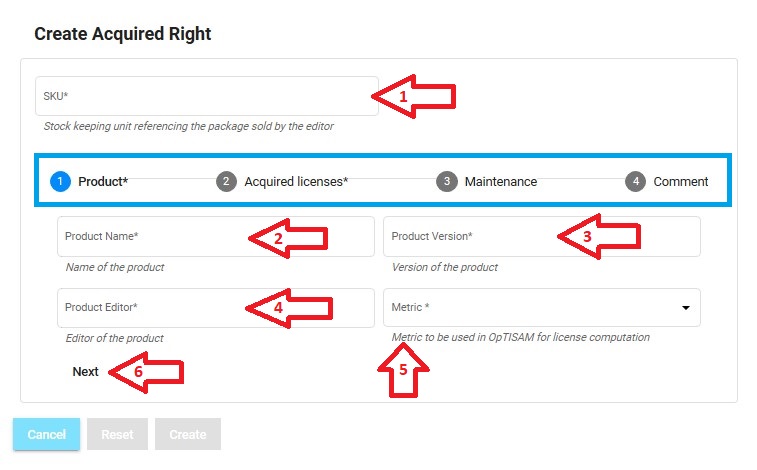 Create Acquired Right
SKU*
1
Stock keeping unit referencing the package sold by the editor
1 Product* 2 Acquired licenses* 3 Maintenance 4 Comment
Product Name* 2 Product Version* 3
Name of the product Version of the product
Product Editor* 4 Metric *
Editor of the product Metric to be used in OpTISAM for license computation
Next 6 5
Cancel Reset Create